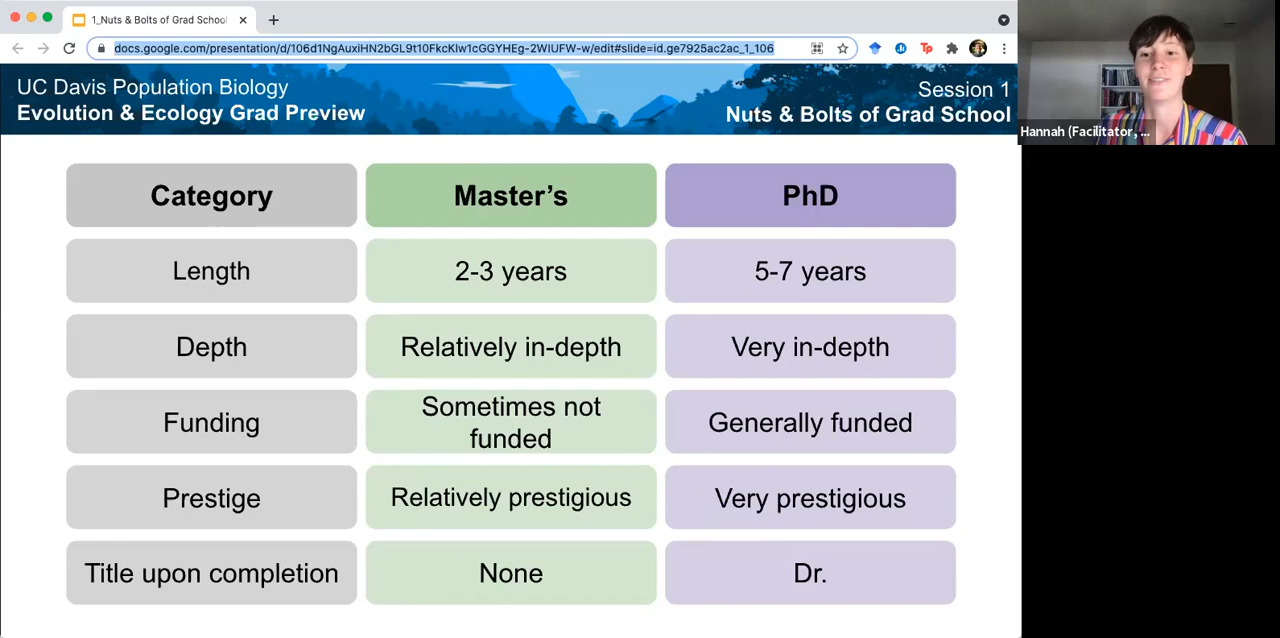 1_Nuts & Bolts of Grad School
docs.google.com/presentation/d/106d1NgAuxiHN2bGL9t10FkcKlw1cGGYHEg-2WIUFW-w/edit#slide=id.ge7925ac2ac_1_106
Tp
UC Davis Population Biology
Session 1
Evolution & Ecology Grad Preview
Nuts & Bolts of Grad School
Hannah (Facilitator, ...
Category
Master's
PhD
Length
2-3 years
5-7 years
Depth
Relatively in-depth
Very in-depth
Funding
Sometimes not
funded
Generally funded
Prestige
Relatively prestigious
Very prestigious
Title upon completion
None
Dr.